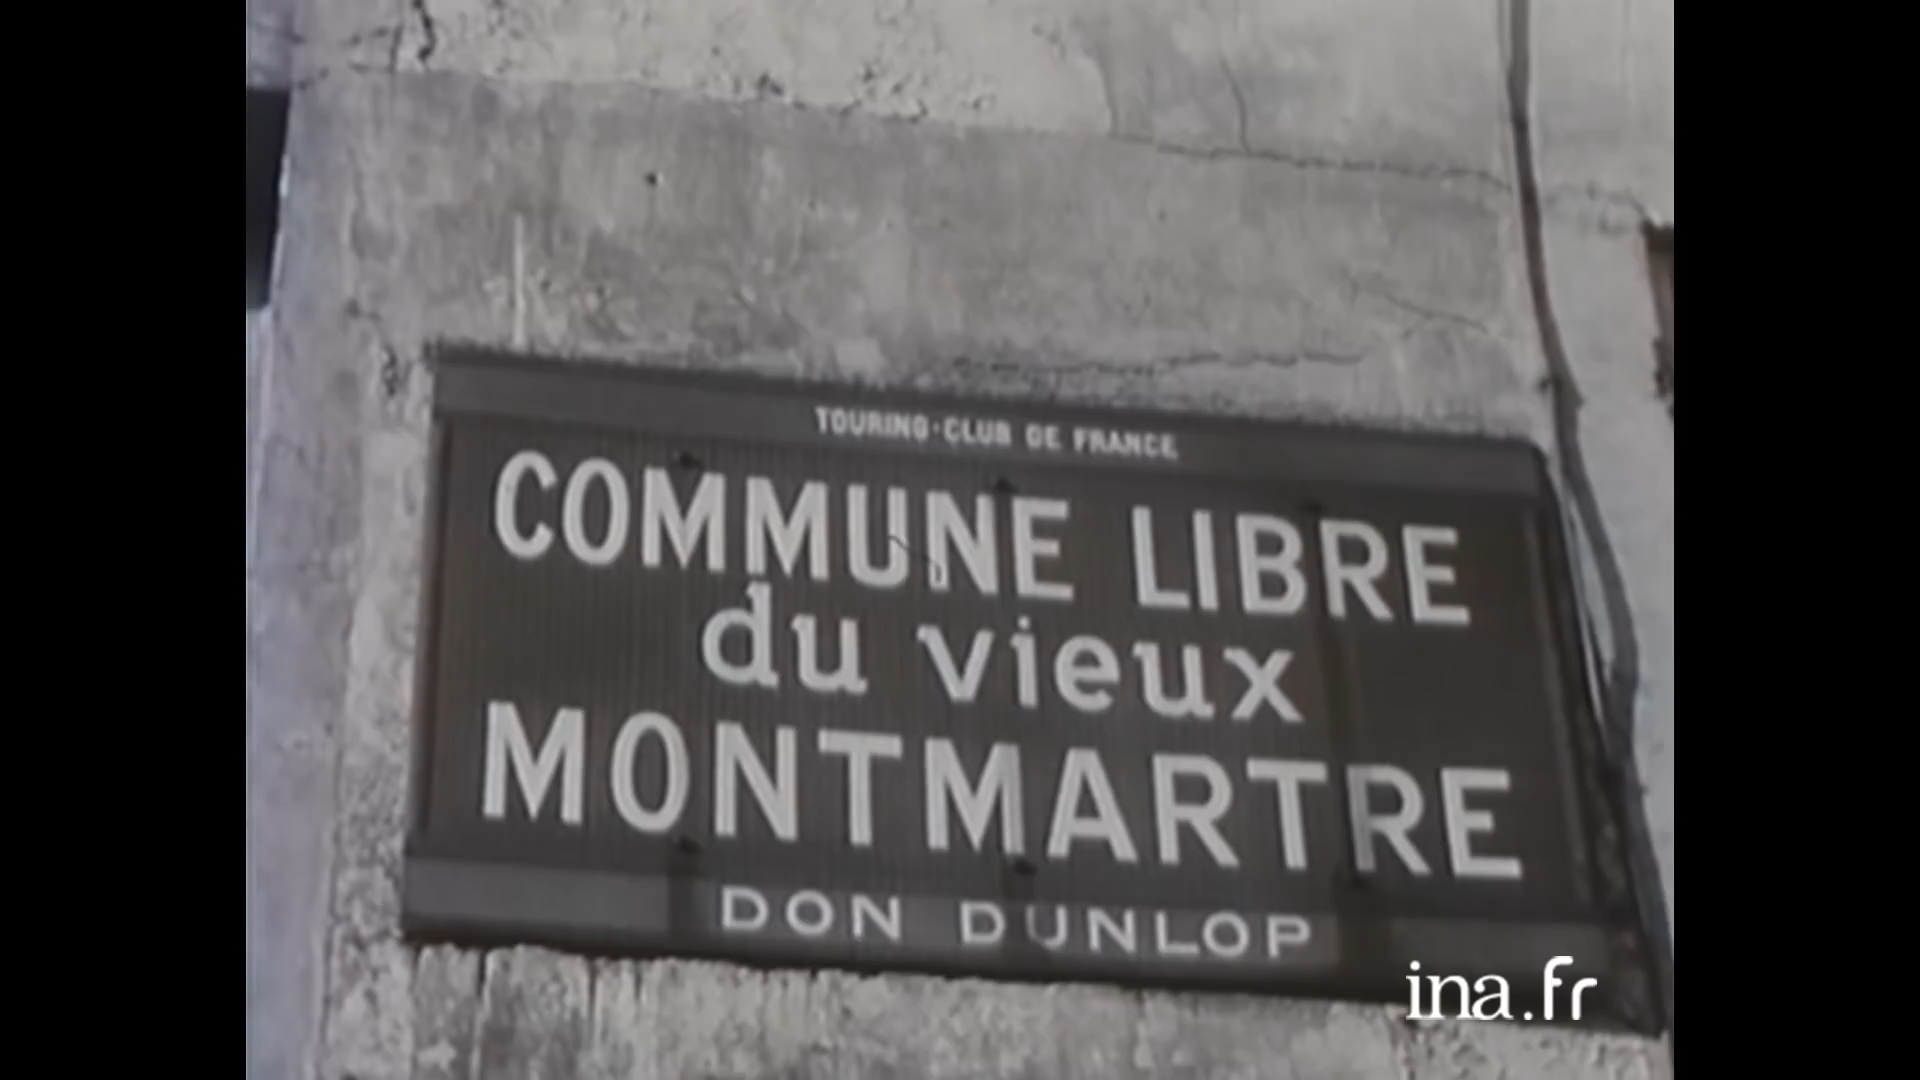 TOURING-CLUB DE FRANCE
COMMUNE LIBRE
du vieux
MONTMARTRE
DON DUNLOP
ina.fr